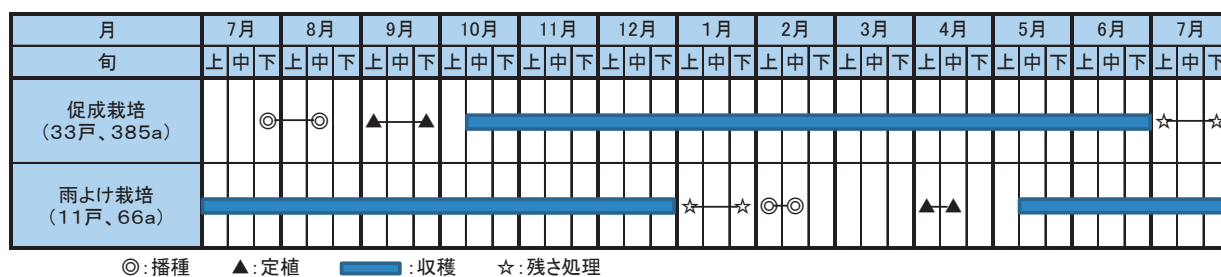 月 7月 8月 9月 10月 11月 12月 1月 2月 3月 4月 5月 6月 7月
旬 上 中 下 上 中 下 上 中 下 上 中 下 上 中 下 上 中 下 上 中 下 上 中 下 上 中 下 上 中 下 上 中 下 上 中 下 上 中 下
促成栽培
（33戸、385a）
雨よけ栽培
（11戸、66a）
◎：播種 ▲：定植 ：収穫 ☆：残さ処理